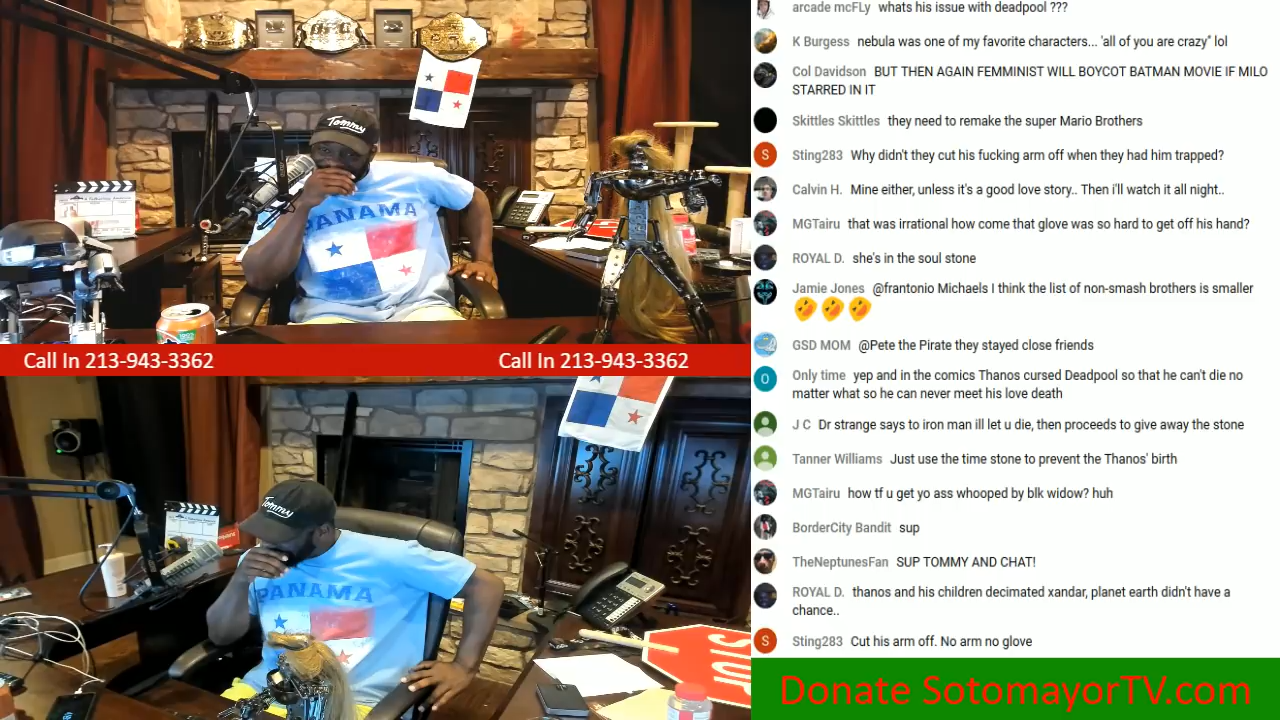 Tommy
PANAMA
Call In 213-943-3362
Call In 213-943-3362
Tommy
PANAMA
arcade mcFLy whats his issue with deadpool ???
K Burgess nebula was one of my favorite characters... 'all of you are crazy" lol
Col Davidson BUT THEN AGAIN FEMMINIST WILL BOYCOT BATMAN MOVIE IF MILO
STARRED IN IT
Skittles Skittles they need to remake the super Mario Brothers
S Sting283 Why didn't they cut his fucking arm off when they had him trapped?
Calvin H. Mine either, unless it's a good love story.. Then i'll watch it all night..
MGTairu that was irrational how come that glove was so hard to get off his hand?
ROYAL D. she's in the soul stone
Jamie Jones @frantonio Michaels I think the list of non-smash brothers is smaller
GSD MOM @Pete the Pirate they stayed close friends
O Only time yep and in the comics Thanos cursed Deadpool so that he can't die no
matter what so he can never meet his love death
J C Dr strange says to iron man ill let u die, then proceeds to give away the stone
Tanner Williams Just use the time stone to prevent the Thanos' birth
MGTairu how tf u get yo ass whooped by blk widow? huh
BorderCity Bandit sup
TheNeptunesFan SUP TOMMY AND CHAT!
ROYAL D. thanos and his children decimated xandar, planet earth didn't have a
chance..
S Sting283 Cut his arm off. No arm no glove
Donate SotomayorTV.com